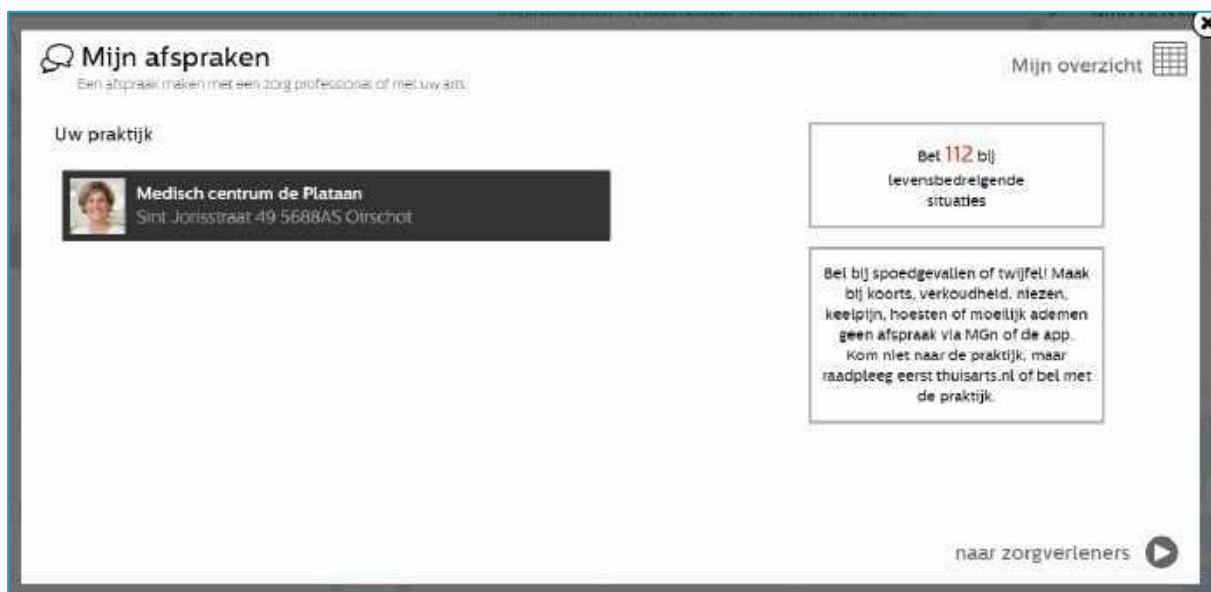 Mijn afspraken
Mijn overzicht
Een afspraak maken met een zorg professional of met uw arts.
Uw praktijk
Medisch centrum de Plataan
Sint Jorisstraat 49 5688AS Oirschot
Bel 112 bij
levensbedreigende
situaties
Bel bij spoedgevallen of twijfel! Maak
bij koorts, verkoudheid, niezen,
keelpijn, hoesten of moeilijk ademen
geen afspraak via MGn of de app.
Kom niet naar de praktijk, maar
raadpleeg eerst thuisarts.nl of bel met
de praktijk.
naar zorgverleners